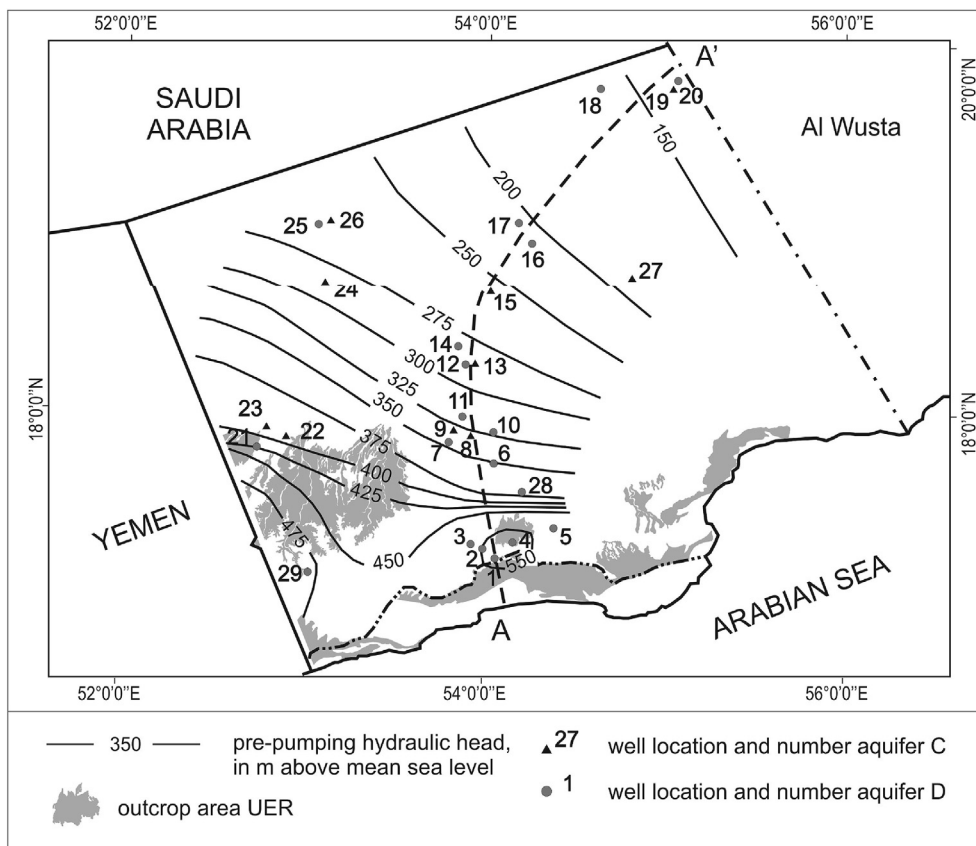 52°0'0"E 54°0'0"E 56°0'0"E
20°0'0"N
18°0'0"N
18°0'0"N
SAUDI
ARABIA
Al Wusta
YEMEN
ARABIAN SEA
A'
A
18
19
20
150
200
17
16
250
27
25
26
24
15
275
14
300
12
13
325
11
350
10
9
8
7
6
375
23
22
21
400
425
28
475
450
3
2
4
5
1
550
29
52°0'0"E 54°0'0"E 56°0'0"E
350 pre-pumping hydraulic head,
in m above mean sea level
outcrop area UER
27 well location and number aquifer C
1 well location and number aquifer D